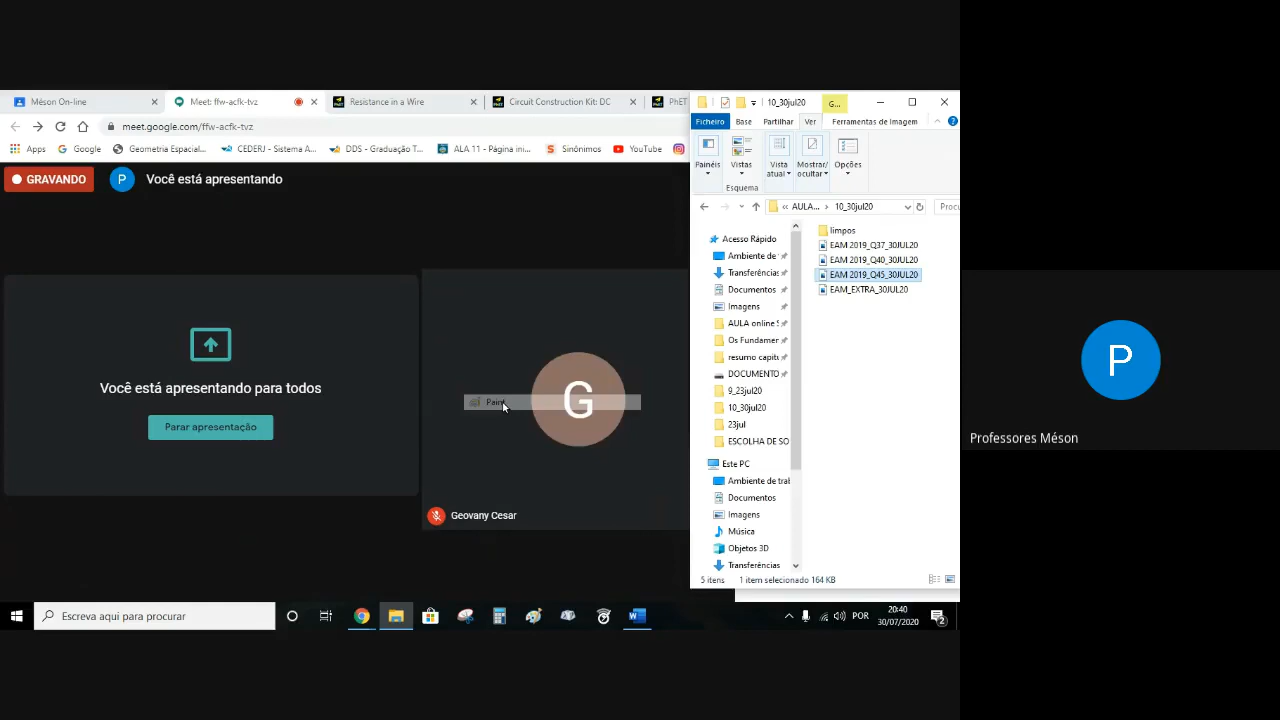 Méson On-line
Meet: ffw-acfk-tvz
Resistance in a Wire
Circuit Construction Kit: DC
PhET
10_30jul20
G...
meet.google.com/ffw-acfk-tvz
Ficheiro
Base
Partilhar
Ver
Ferramentas de Imagem
Apps
Google
Geometria Espacial...
CEDERJ - Sistema A...
DDS - Graduação T...
ALA 11 - Página ini...
Sinônimos
YouTube
Painéis
Vistas
Vista atual
Mostrar/ ocultar
Opções
Esquema
GRAVANDO
P
Você está apresentando
« AULA... › 10_30jul20
Procu
Acesso Rápido
Ambiente de
Transferências
Documentos
Imagens
AULA online S
Os Fundamer
resumo capitu
DOCUMENTO
9_23jul20
10_30jul20
23jul
ESCOLHA DE SO
Este PC
Ambiente de trab
Documentos
Imagens
Música
Objetos 3D
Transferências
limpos
EAM 2019_Q37_30JUL20
EAM 2019_Q40_30JUL20
EAM 2019_Q45_30JUL20
EAM_EXTRA_30JUL20
5 itens
1 item selecionado 164 KB
Você está apresentando para todos
Parar apresentação
Paint
G
Geovany Cesar
P
Professores Méson
Escreva aqui para procurar
POR
20:40
30/07/2020
2